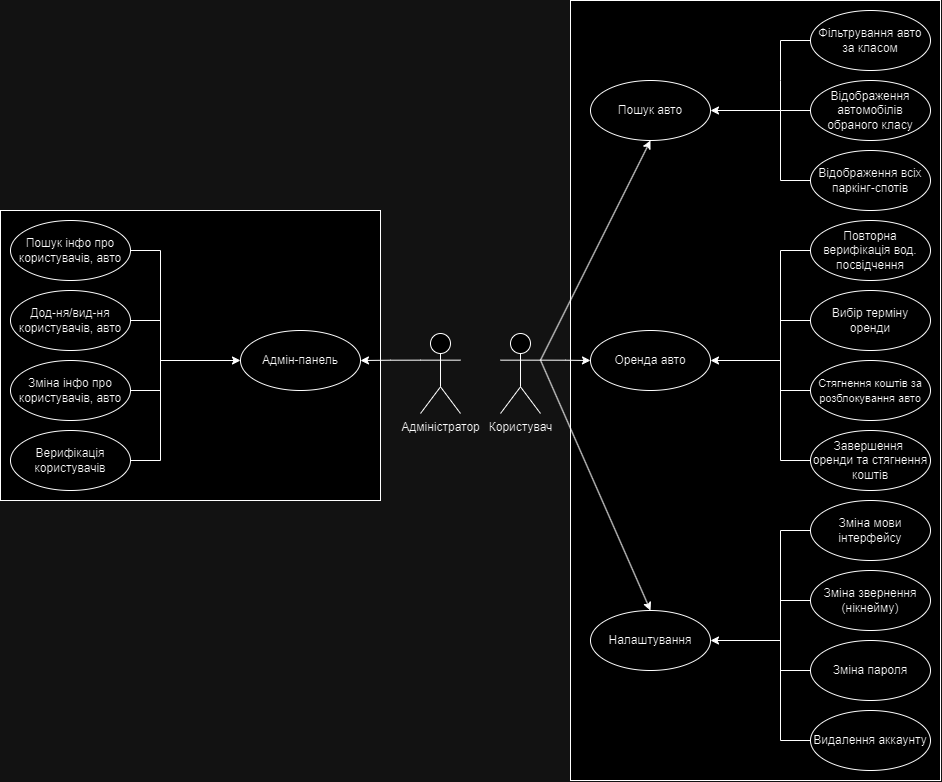 Пошук інфо про
користувачів, авто
Дод-ня/вид-ня
користувачів, авто
Зміна інфо про
користувачів, авто
Верифікація
користувачів
Адмін-панель
Адміністратор
Користувач
Пошук авто
Фільтрування авто
за класом
Відображення
автомобілів
обраного класу
Відображення всіх
паркінг-спотів
Оренда авто
Повторна
верифікація вод.
посвідчення
Вибір терміну
оренди
Стягнення коштів за
розблокування авто
Завершення
оренди та стягнення
коштів
Налаштування
Зміна мови
інтерфейсу
Зміна звернення
(нікнейму)
Зміна пароля
Видалення аккаунту